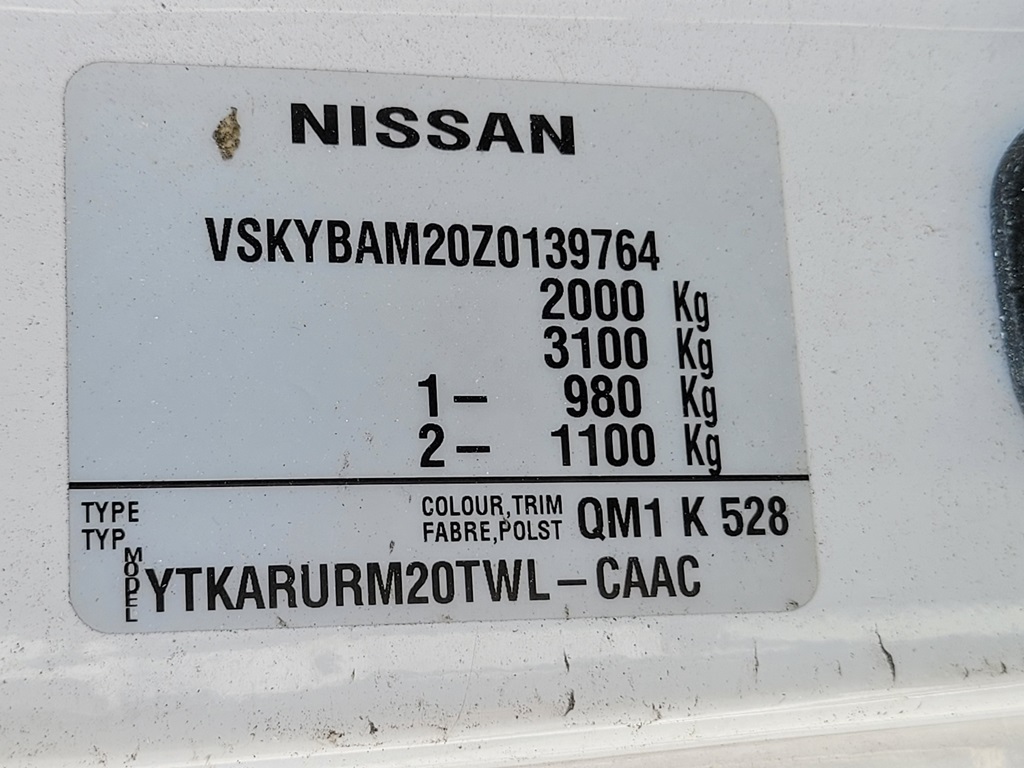 NISSAN
VSKYBAM20Z0139764
2000 Kg
3100 Kg
1 – 980 Kg
2 – 1100 Kg
TYPE
TYP
COLOUR,TRIM
FABRE,POLST
QM1 K 528
MODEL
YTKARURM20TWL – CAAC